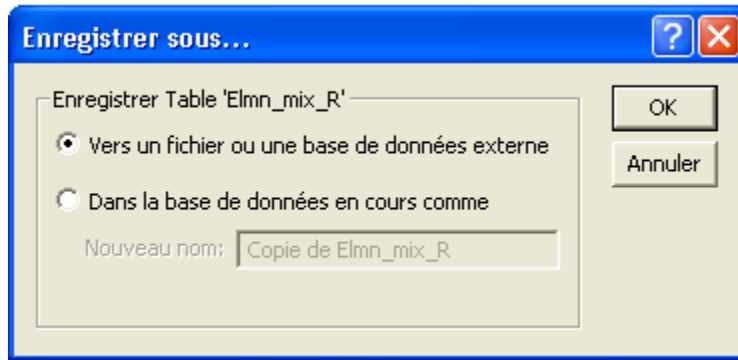 Enregistrer sous...
Enregistrer Table 'Elmn_mix_R'
OK
Vers un fichier ou une base de données externe
Annuler
Dans la base de données en cours comme
Nouveau nom: Copie de Elmn_mix_R